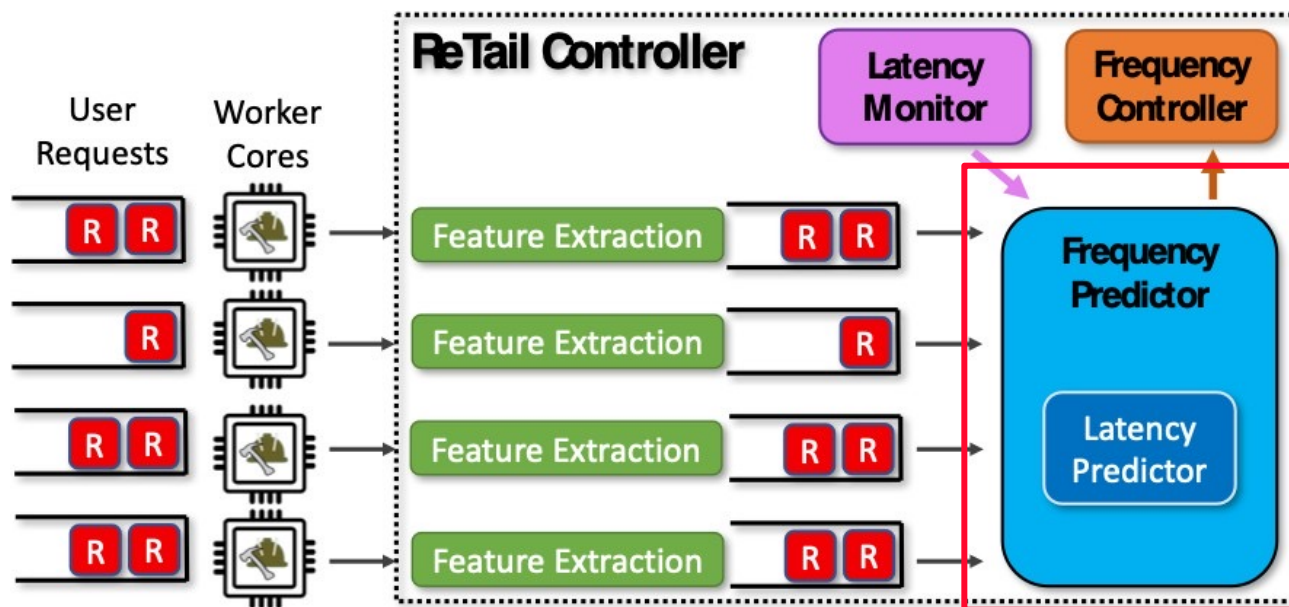 ReTail Controller
Latency
Monitor
Frequency
Controller
User
Requests
Worker
Cores
R R
Feature Extraction
R R
R
Feature Extraction
R
R R
Feature Extraction
R R
R R
Feature Extraction
R R
Frequency
Predictor
Latency
Predictor